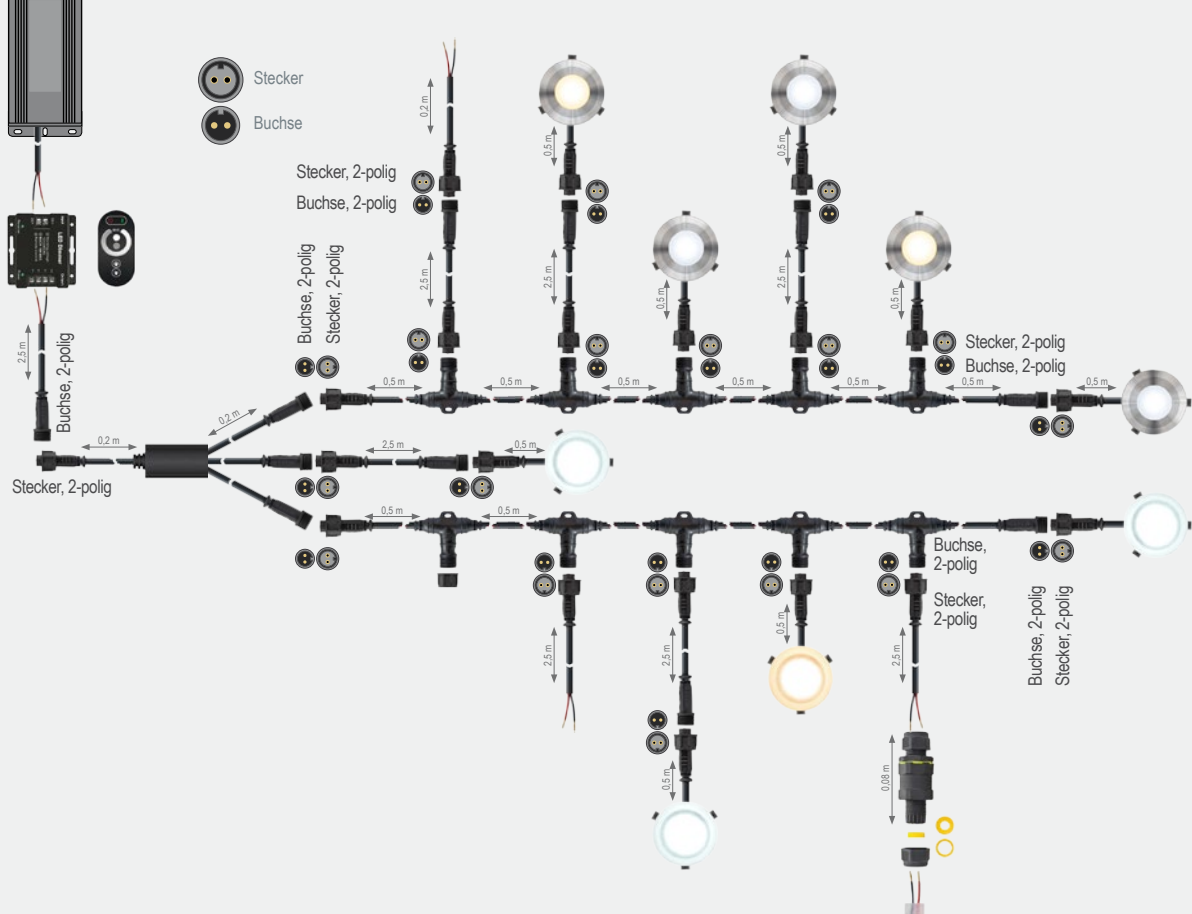 Stecker
Buchse
Stecker, 2-polig
Buchse, 2-polig
Buchse, 2-polig
Stecker, 2-polig
0,2 m
0,5 m
0,5 m
2,5 m
2,5 m
2,5 m
0,5 m
0,5 m
Stecker, 2-polig
Buchse, 2-polig
LED Dimmer
2,5 m
Buchse, 2-polig
0,5 m
0,5 m
0,5 m
0,5 m
0,5 m
0,5 m
0,5 m
0,2 m
0,2 m
2,5 m
0,5 m
Stecker, 2-polig
0,5 m
0,5 m
Buchse,
2-polig
Stecker,
2-polig
Buchse, 2-polig
Stecker, 2-polig
2,5 m
2,5 m
0,5 m
2,5 m
0,5 m
0,08 m